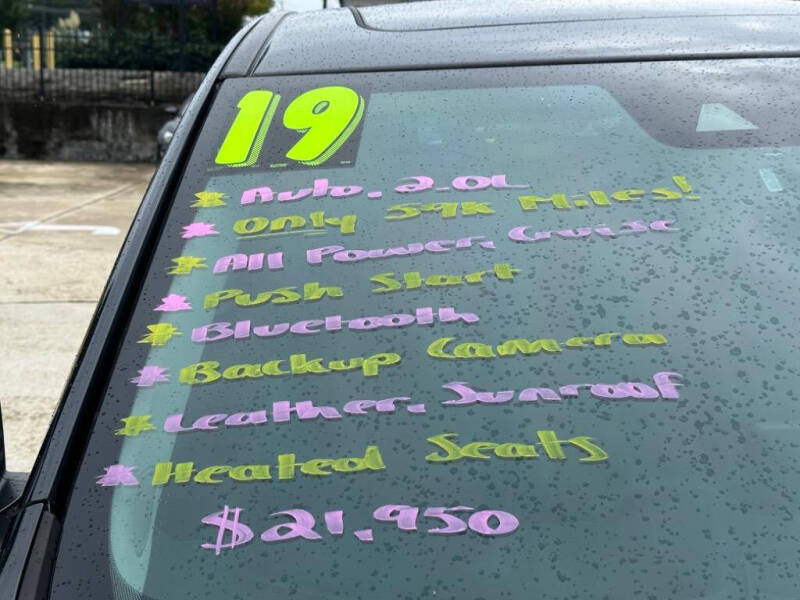 19
* Auto, 2.0L
* Only 59K Miles!
* All Power, Cruise
* Push Start
* Bluetooth
* Backup Camera
* Leather, Sunroof
* Heated Seats
$21,950